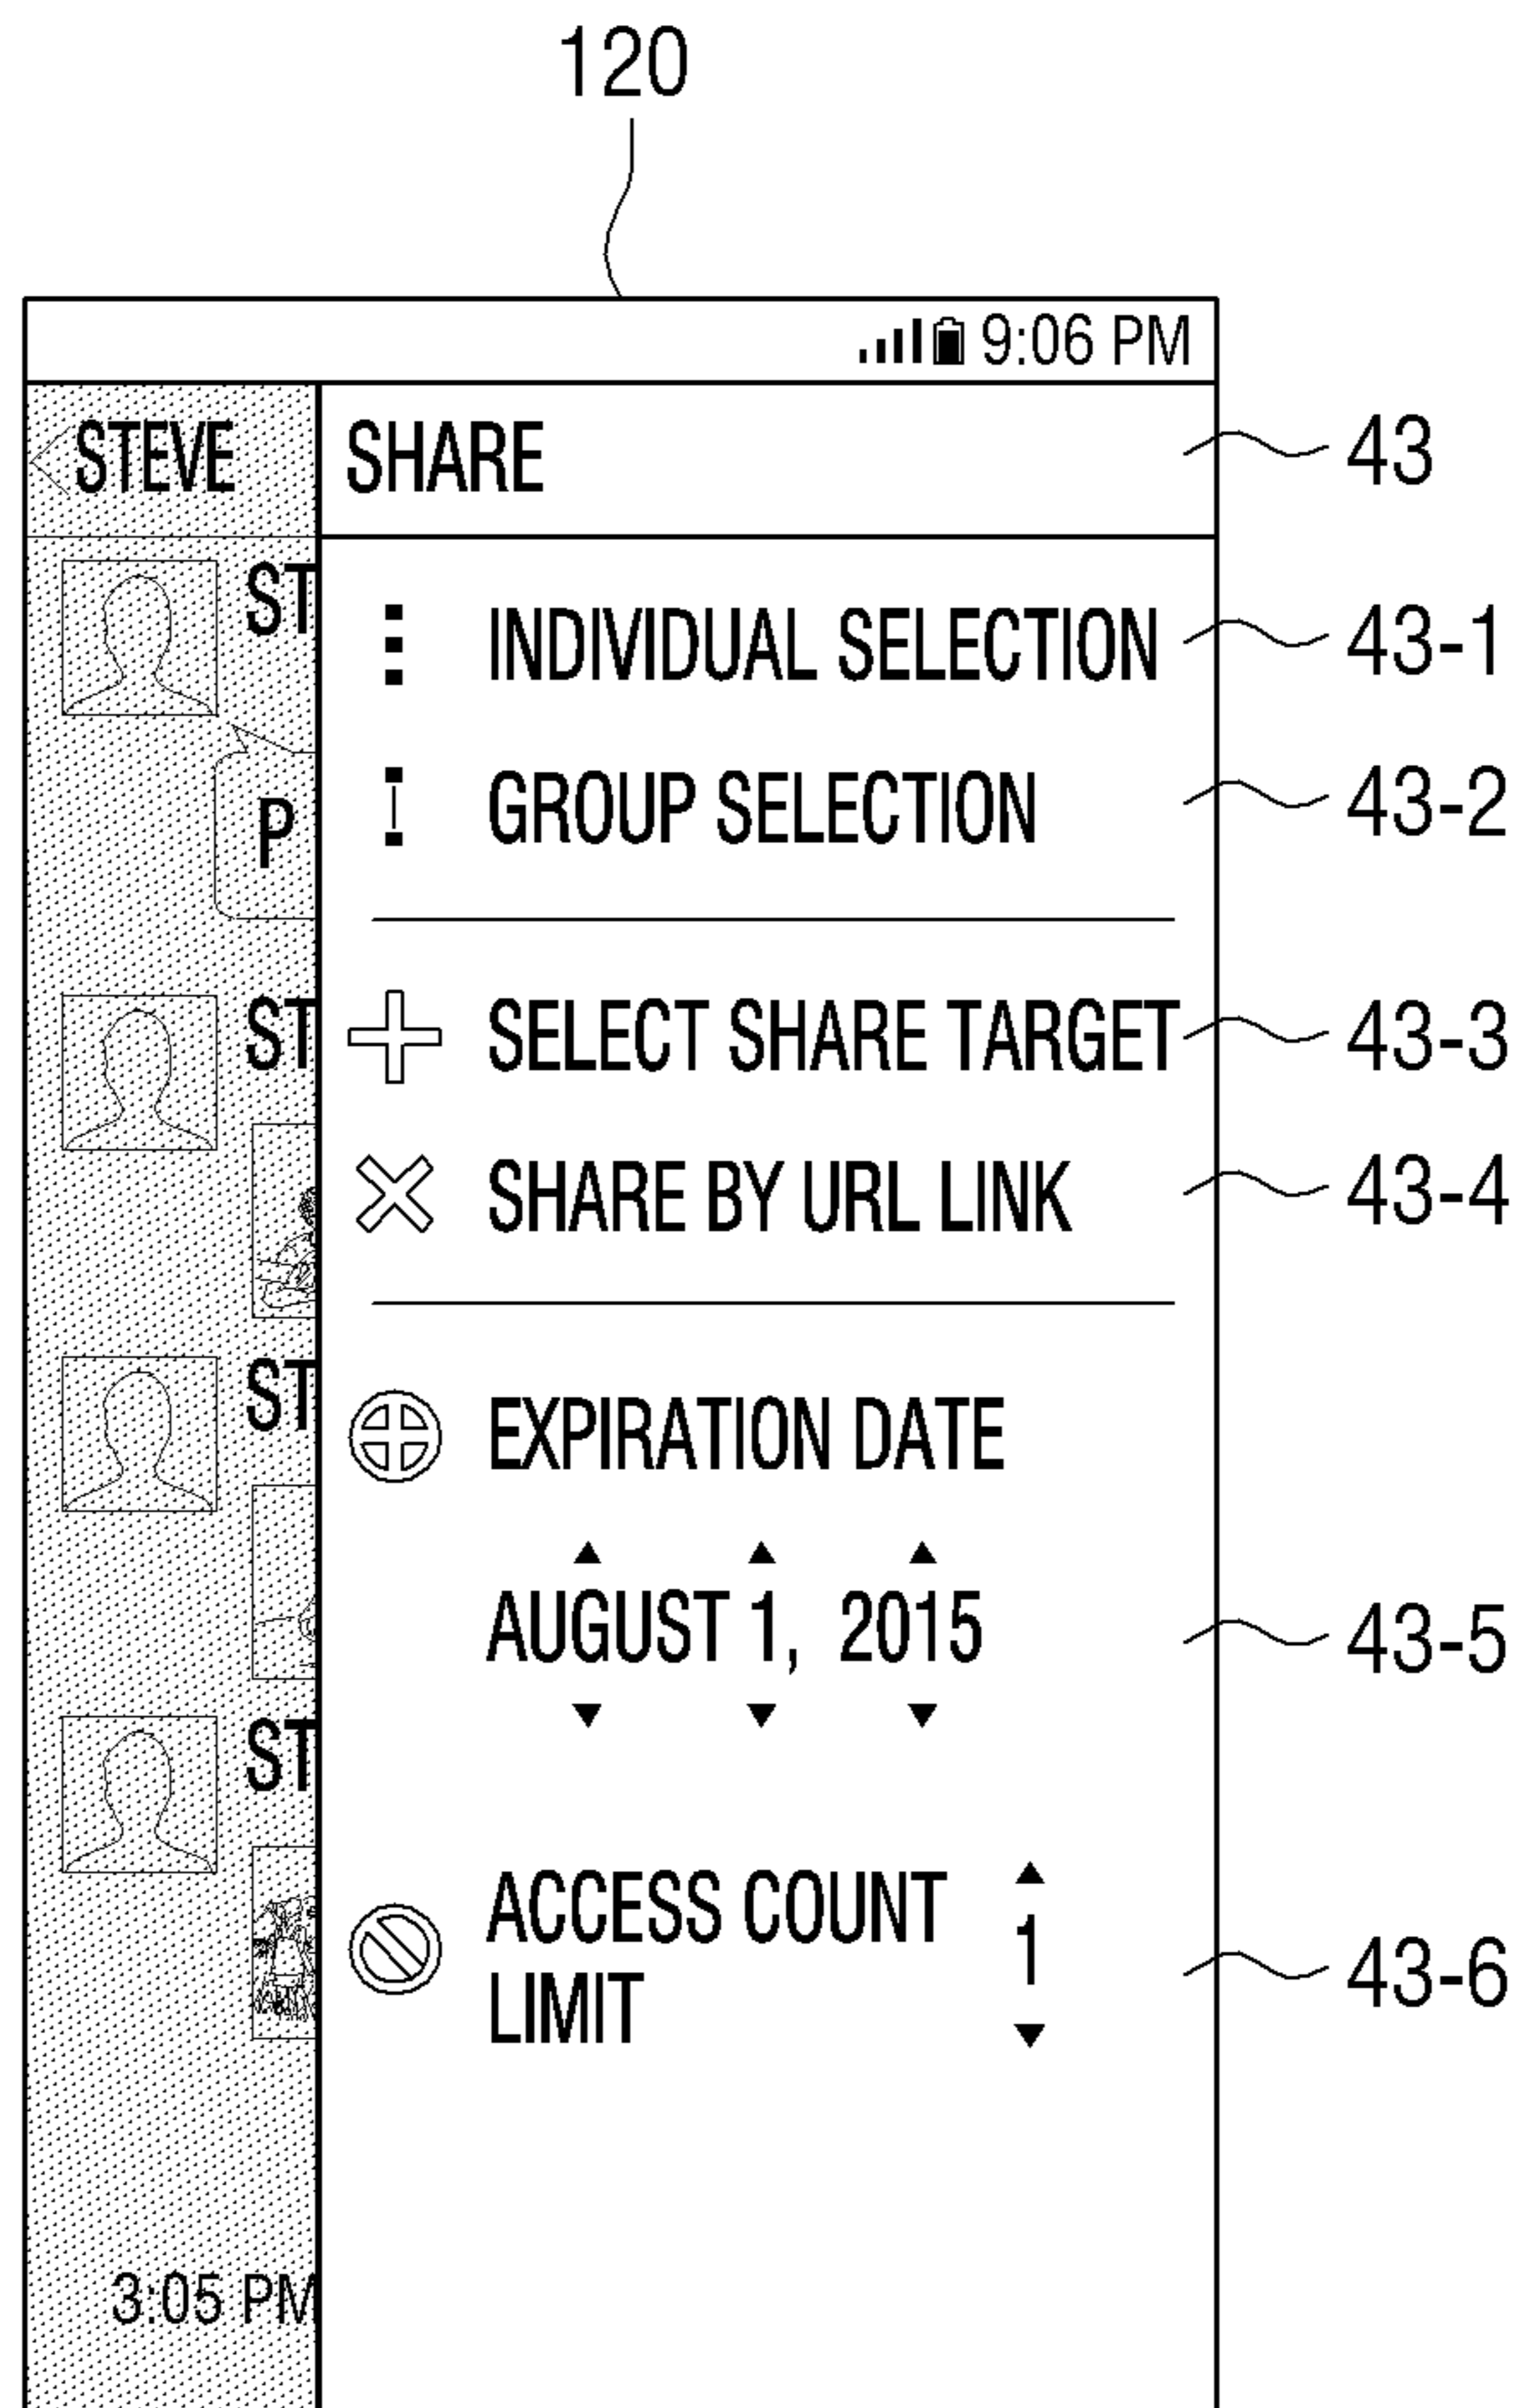 120
9:06 PM
STEVE
SHARE
43
ST
INDIVIDUAL SELECTION
43-1
P
GROUP SELECTION
43-2
ST
SELECT SHARE TARGET
43-3
SHARE BY URL LINK
43-4
ST
EXPIRATION DATE
AUGUST 1, 2015
43-5
ST
ACCESS COUNT
LIMIT
1
43-6
3:05 PM